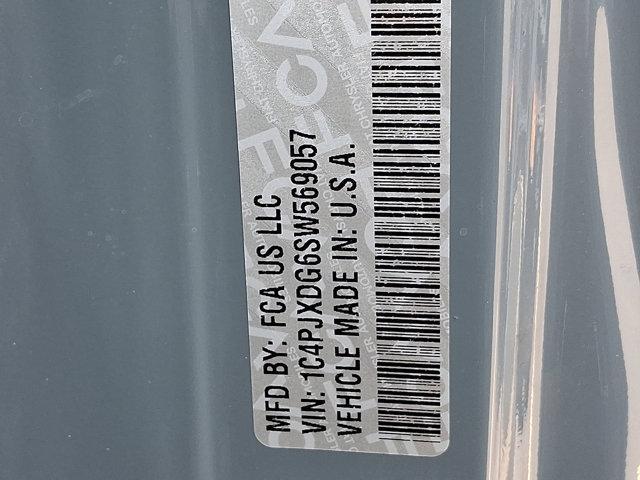 MFD BY: FCA US LLC
VIN: 1C4PJXDG6SW569057
VEHICLE MADE IN: U.S.A.